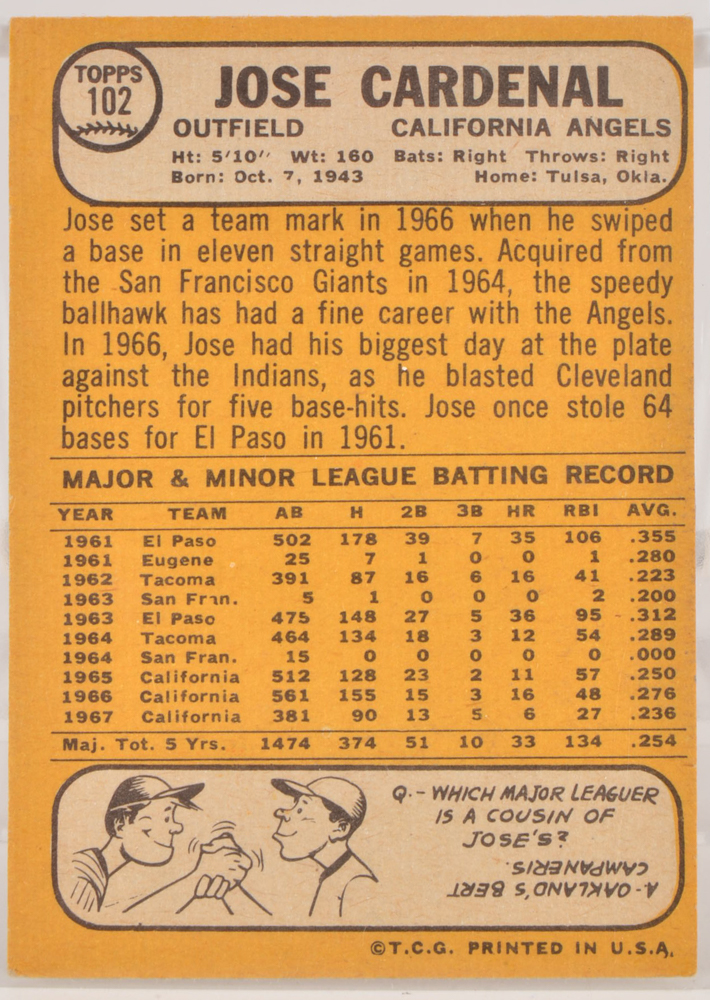 TOPPS
102
JOSE CARDENAL
OUTFIELD CALIFORNIA ANGELS
Ht: 5'10" Wt: 160 Bats: Right Throws: Right
Born: Oct. 7, 1943 Home: Tulsa, Okla.
Jose set a team mark in 1966 when he swiped
a base in eleven straight games. Acquired from
the San Francisco Giants in 1964, the speedy
ballhawk has had a fine career with the Angels.
In 1966, Jose had his biggest day at the plate
against the Indians, as he blasted Cleveland
pitchers for five base-hits. Jose once stole 64
bases for El Paso in 1961.
MAJOR & MINOR LEAGUE BATTING RECORD
YEAR TEAM AB H 2B 3B HR RBI AVG.
1961 El Paso 502 178 39 7 35 106 .355
1961 Eugene 25 7 1 0 0 1 .280
1962 Tacoma 391 87 16 6 16 41 .223
1963 San Fran. 5 1 0 0 0 2 .200
1963 El Paso 475 148 27 5 36 95 .312
1964 Tacoma 464 134 18 3 12 54 .289
1964 San Fran. 15 0 0 0 0 0 .000
1965 California 512 128 23 2 11 57 .250
1966 California 561 155 15 3 16 48 .276
1967 California 381 90 13 5 6 27 .236
Maj. Tot. 5 Yrs. 1474 374 51 10 33 134 .254
Q.- WHICH MAJOR LEAGUER
IS A COUSIN OF
JOSE'S?
A- OAKLAND'S BERT
CAMPANERIS.
©T.C.G. PRINTED IN U.S.A.